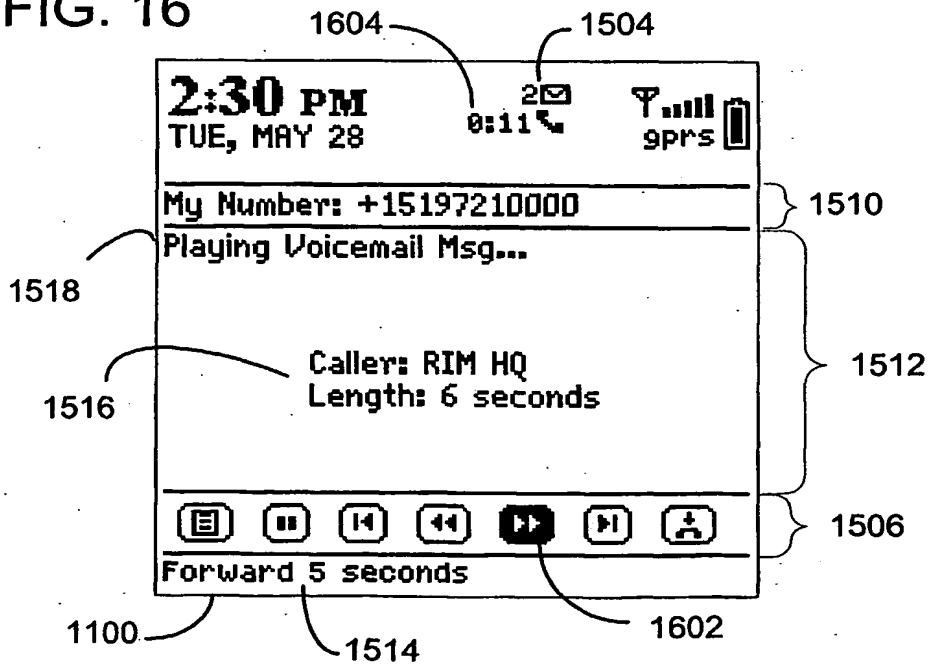 FIG. 16
1604
1504
2:30 PM
2
TUE, MAY 28
0:11
gprs
My Number: +15197210000
1510
Playing Voicemail Msg...
1518
Caller: RIM HQ
1512
Length: 6 seconds
1516
1506
Forward 5 seconds
1100
1514
1602